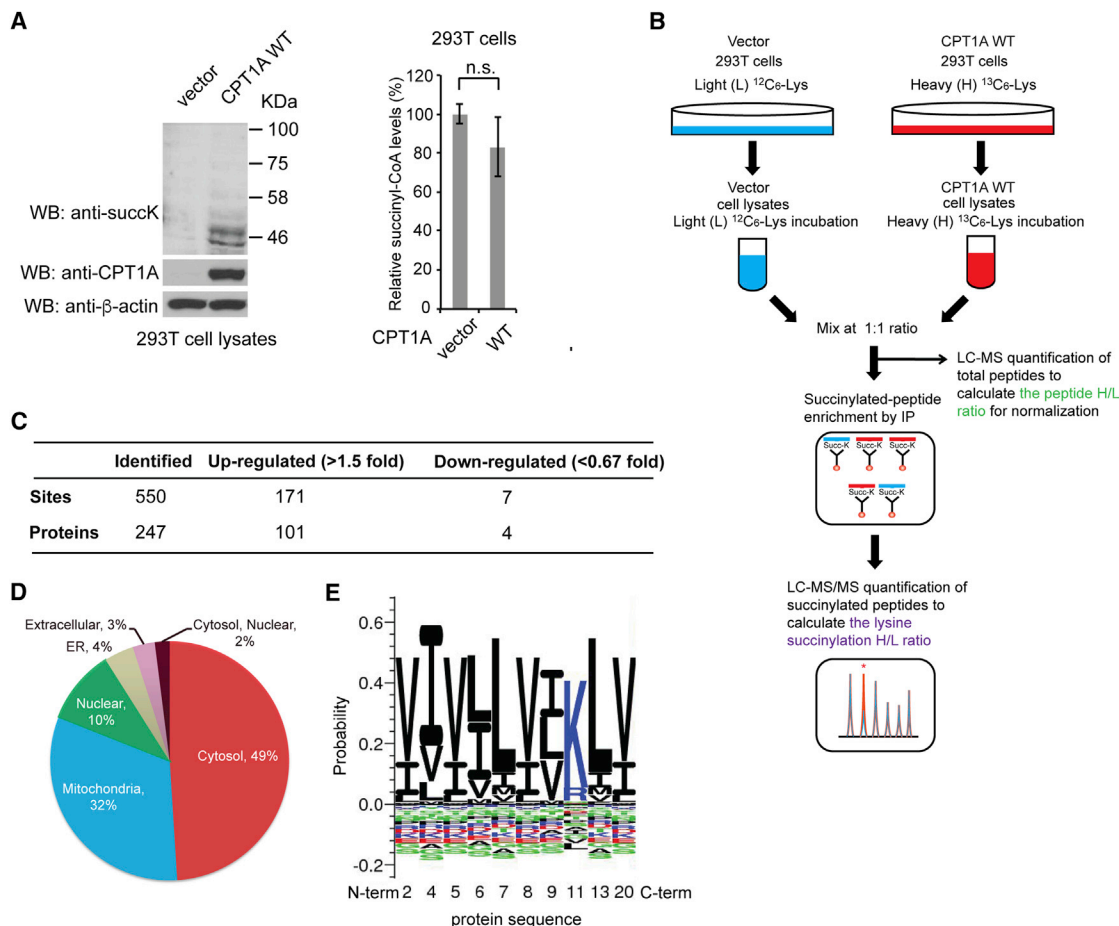 A
vector
CPT1A WT
KDa
100
75
58
46
WB: anti-succK
WB: anti-CPT1A
WB: anti-β-actin
293T cell lysates
293T cells
n.s.
Relative succinyl-CoA levels (%)
120
100
80
60
40
20
0
CPT1A
vector
WT
B
Vector
293T cells
Light (L) ¹²C₆-Lys
CPT1A WT
293T cells
Heavy (H) ¹³C₆-Lys
Vector
cell lysates
Light (L) ¹²C₆-Lys incubation
CPT1A WT
cell lysates
Heavy (H) ¹³C₆-Lys incubation
Mix at 1:1 ratio
LC-MS quantification of
total peptides to
calculate the peptide H/L
ratio for normalization
Succinylated-peptide
enrichment by IP
Succ-K Succ-K Succ-K
Succ-K Succ-K
LC-MS/MS quantification of
succinylated peptides to
calculate the lysine
succinylation H/L ratio
*
C
Identified Up-regulated (>1.5 fold) Down-regulated (<0.67 fold)
Sites 550 171 7
Proteins 247 101 4
D
Extracellular, 3%
ER, 4%
Cytosol, Nuclear,
2%
Nuclear,
10%
Cytosol, 49%
Mitochondria,
32%
E
Probability
0.6
0.4
0.2
0.0
-0.2
N-term 2 4 5 6 7 8 9 11 13 20 C-term
protein sequence